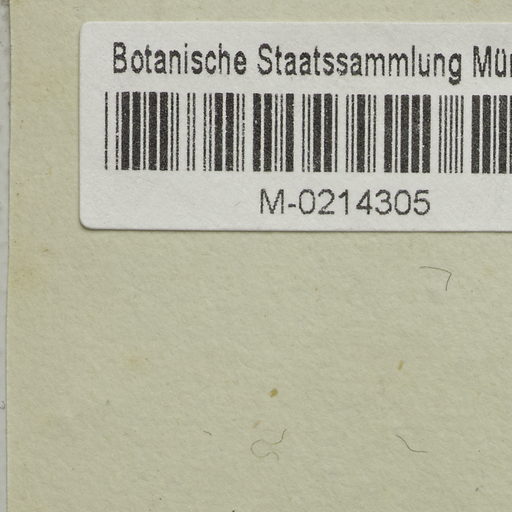 Botanische Staatssammlung Mün
M-0214305